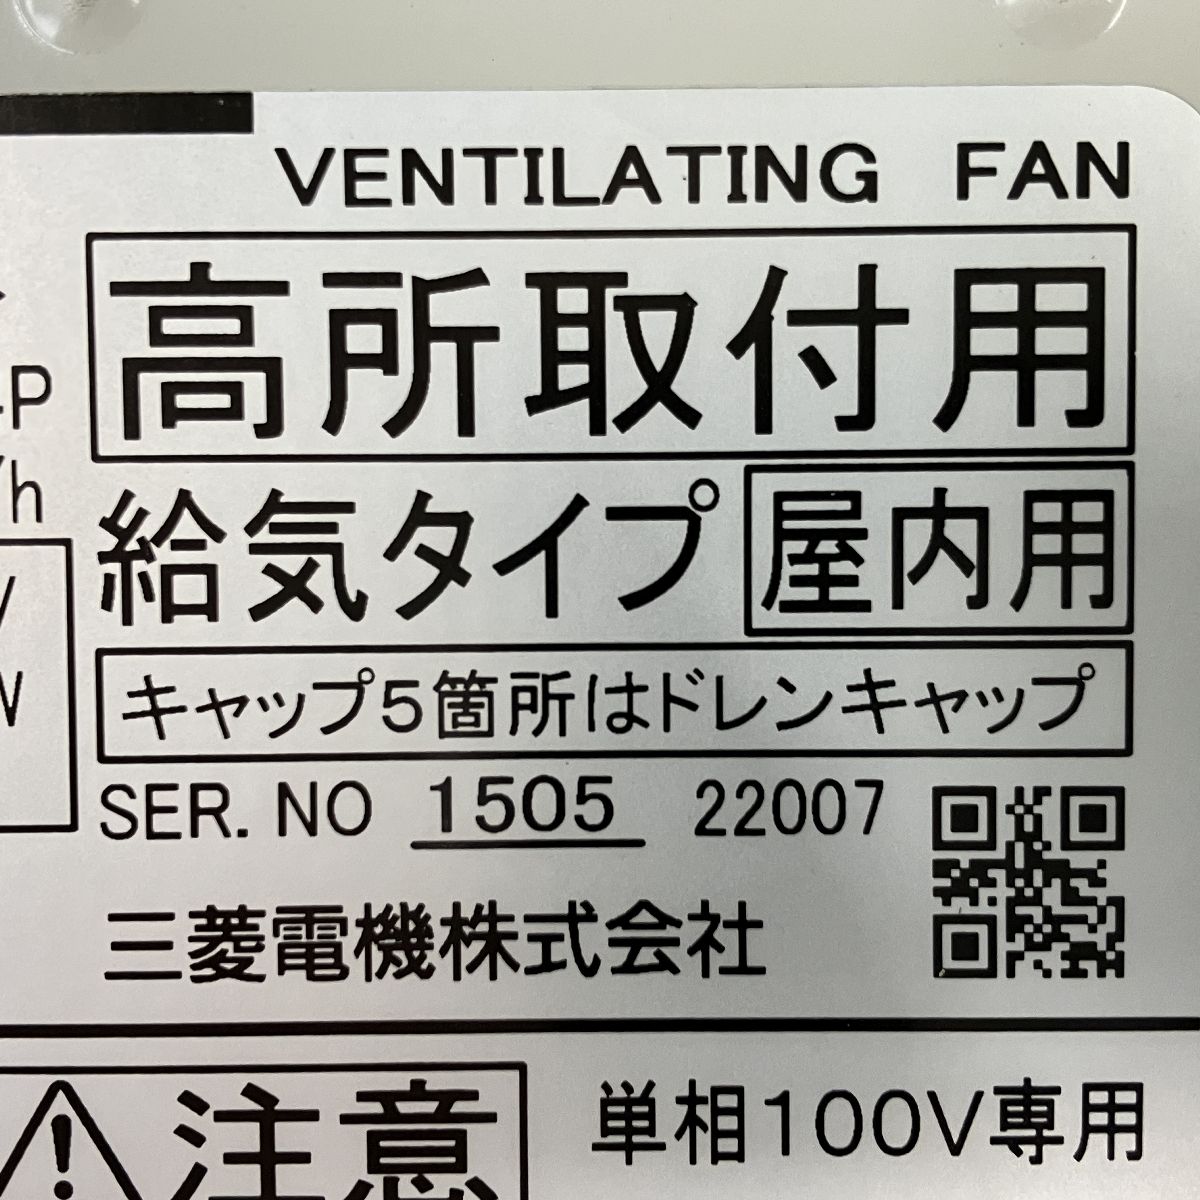 VENTILATING FAN
高所取付用
P
/h
給気タイプ 屋内用
キャップ5箇所はドレンキャップ
SER. NO 1505 22007
三菱電機株式会社
注意
単相100V専用